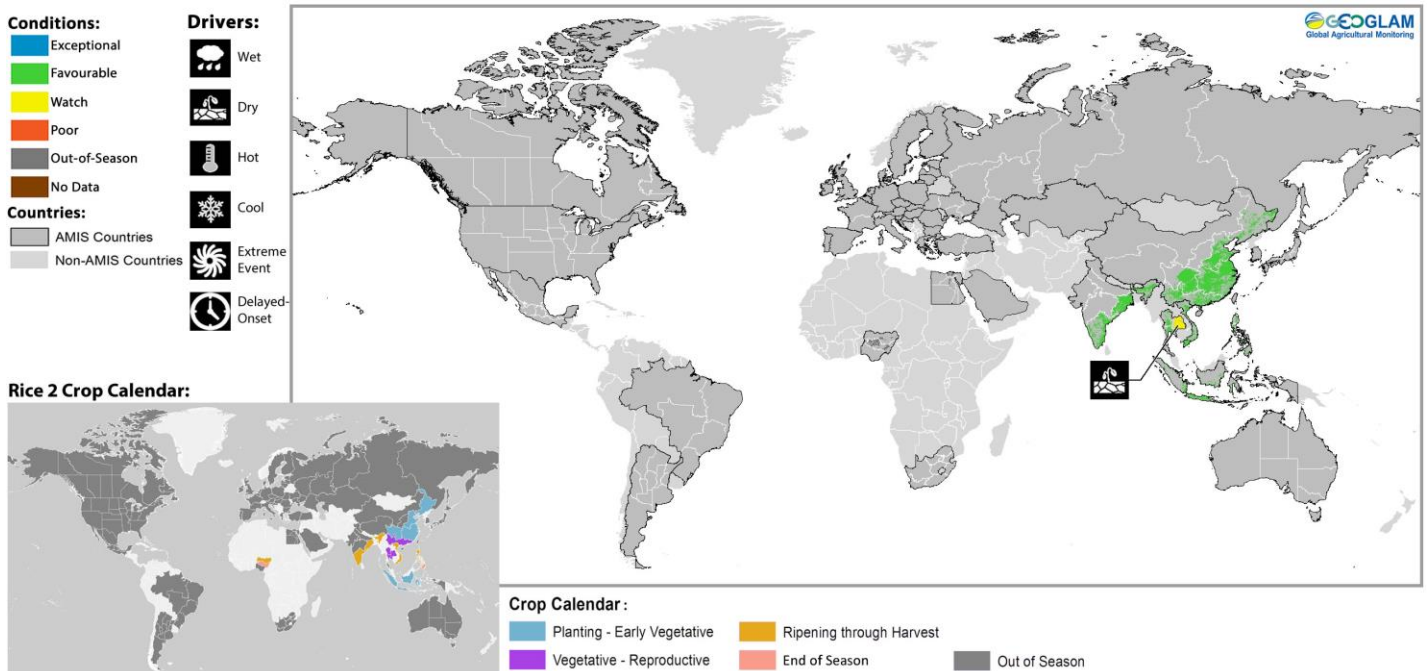 Conditions:
Exceptional
Favourable
Watch
Poor
Out-of-Season
No Data
Countries:
AMIS Countries
Non-AMIS Countries
Drivers:
Wet
Dry
Hot
Cool
Extreme
Event
Delayed-
Onset
GEOGLAM
Global Agricultural Monitoring
Rice 2 Crop Calendar:
Crop Calendar :
Planting - Early Vegetative
Vegetative - Reproductive
Ripening through Harvest
End of Season
Out of Season